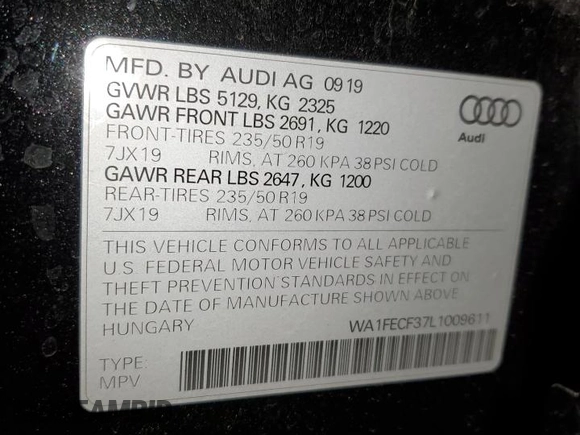 MFD. BY AUDI AG 09 19
GVWR LBS 5129, KG 2325
GAWR FRONT LBS 2691, KG 1220
FRONT-TIRES 235/50 R19
7JX19 RIMS, AT 260 KPA 38 PSI COLD
GAWR REAR LBS 2647, KG 1200
REAR-TIRES 235/50 R19
7JX19 RIMS, AT 260 KPA 38 PSI COLD
Audi
THIS VEHICLE CONFORMS TO ALL APPLICABLE
U.S. FEDERAL MOTOR VEHICLE SAFETY AND
THEFT PREVENTION STANDARDS IN EFFECT ON
THE DATE OF MANUFACTURE SHOWN ABOVE.
HUNGARY
WA1FECF37L1009611
TYPE:
MPV